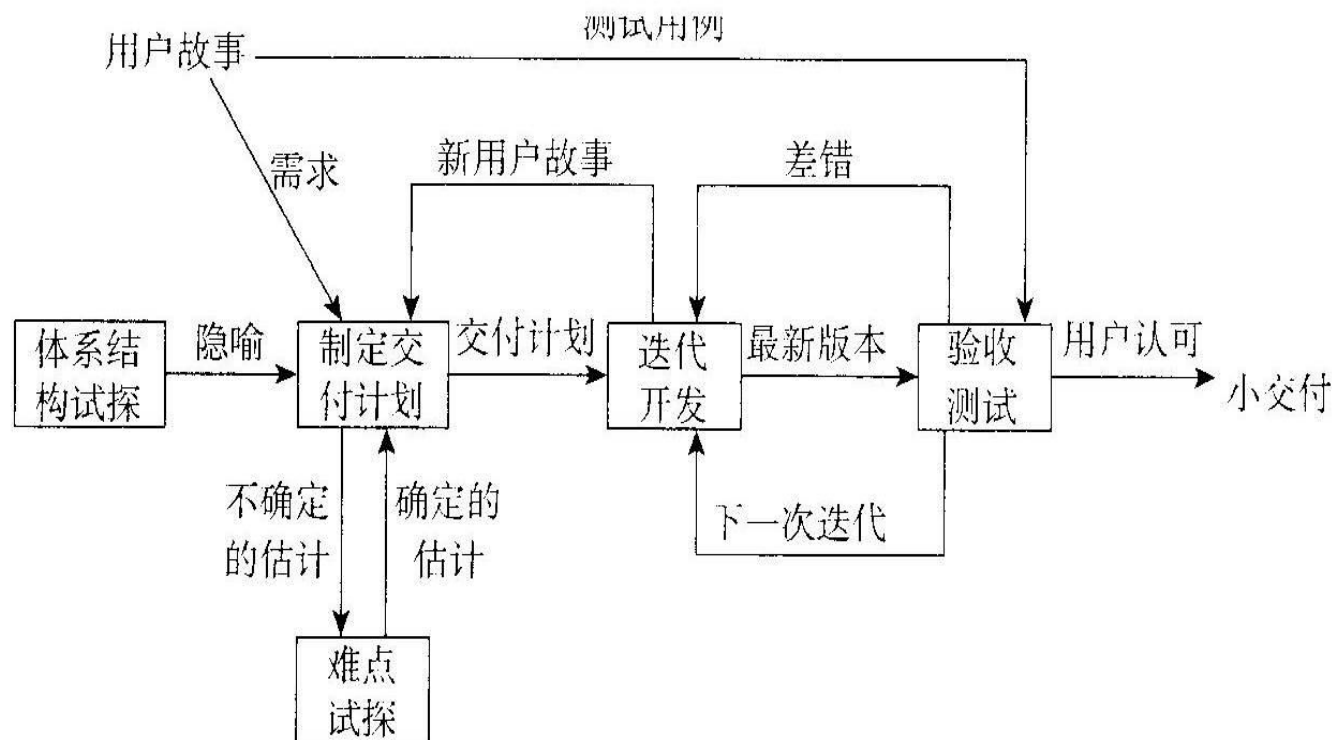 测试用例
用户故事
需求
新用户故事
差错
体系结
构试探
隐喻
制定交
付计划
交付计划
迭代
开发
最新版本
验收
测试
用户认可
小交付
不确定
的估计
确定的
估计
下一次迭代
难点
试探